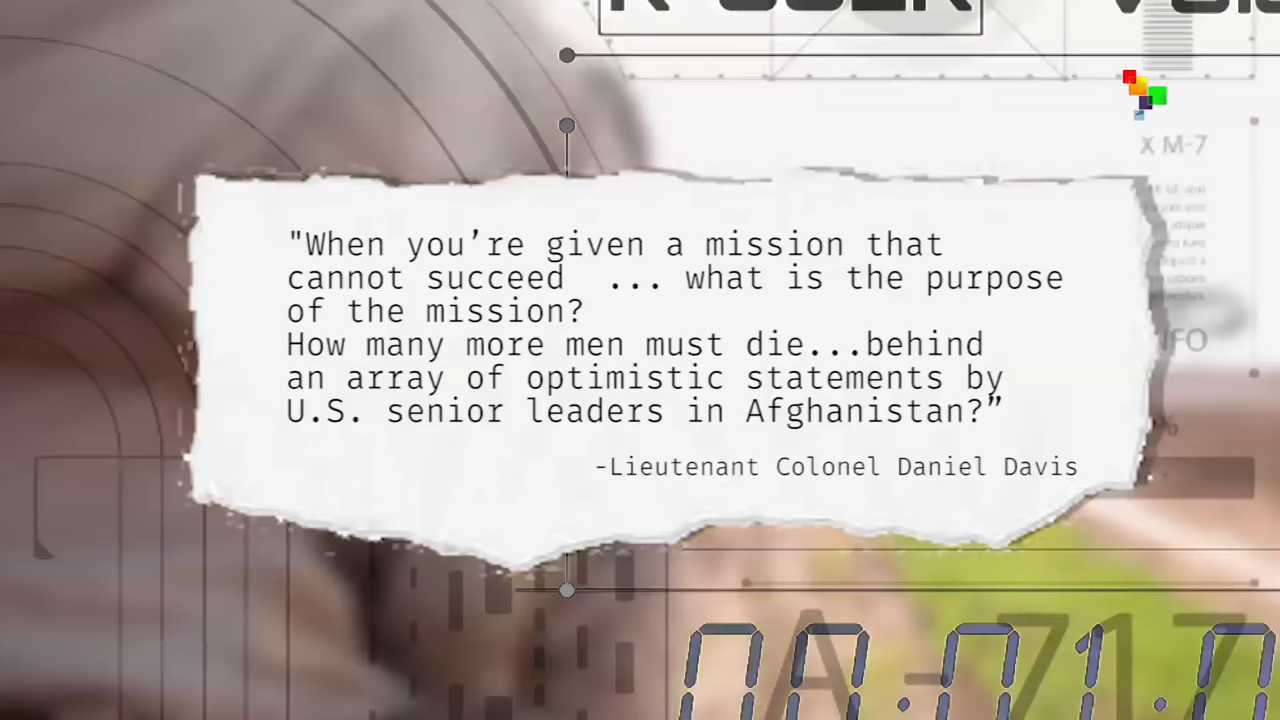 X M-7
"When you’re given a mission that
cannot succeed ... what is the purpose
of the mission?
How many more men must die...behind
an array of optimistic statements by
U.S. senior leaders in Afghanistan?”
-Lieutenant Colonel Daniel Davis
A-717